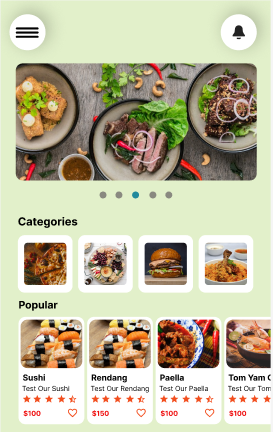 Categories
Popular
Sushi
Test Our Sushi
$100
Rendang
Test Our Rendang
$150
Paella
Test Our Paella
$100
Tom Yam
Test Our Tom
$100